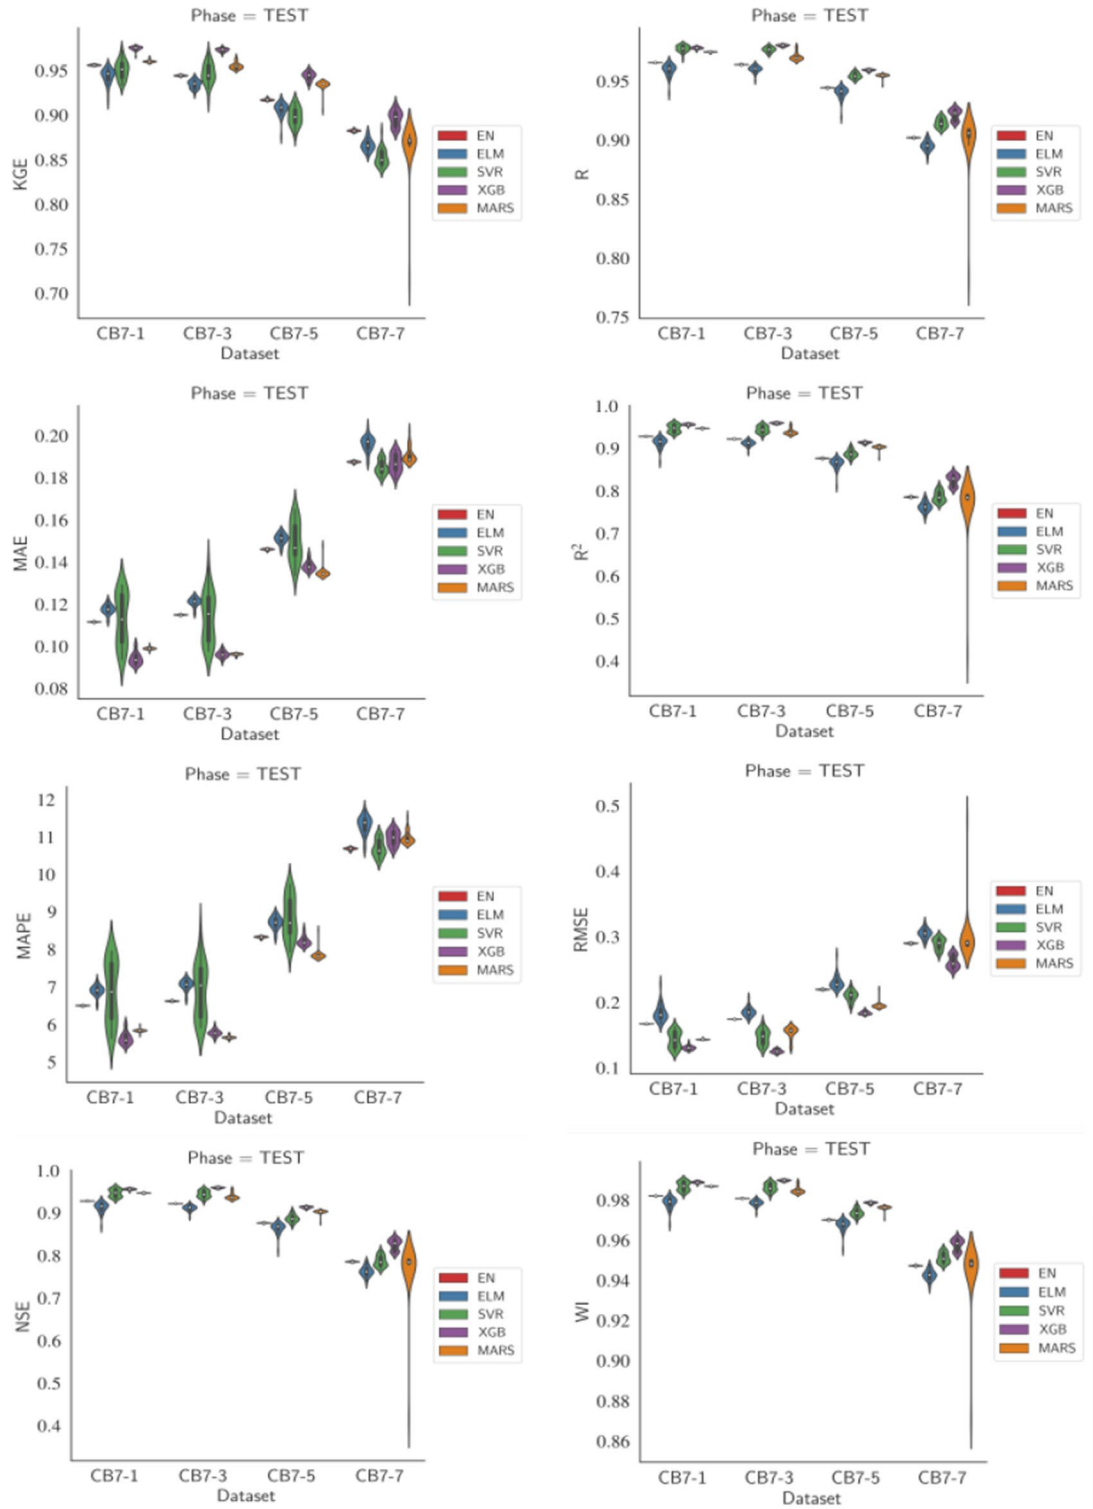 Phase = TEST
KGE
0.95
0.90
0.85
0.80
0.75
0.70
CB7-1 CB7-3 CB7-5 CB7-7
Dataset
EN
ELM
SVR
XGB
MARS
Phase = TEST
R
0.95
0.90
0.85
0.80
0.75
CB7-1 CB7-3 CB7-5 CB7-7
Dataset
EN
ELM
SVR
XGB
MARS
Phase = TEST
MAE
0.20
0.18
0.16
0.14
0.12
0.10
0.08
CB7-1 CB7-3 CB7-5 CB7-7
Dataset
EN
ELM
SVR
XGB
MARS
Phase = TEST
R²
1.0
0.9
0.8
0.7
0.6
0.5
0.4
CB7-1 CB7-3 CB7-5 CB7-7
Dataset
EN
ELM
SVR
XGB
MARS
Phase = TEST
MAPE
12
11
10
9
8
7
6
5
CB7-1 CB7-3 CB7-5 CB7-7
Dataset
EN
ELM
SVR
XGB
MARS
Phase = TEST
RMSE
0.5
0.4
0.3
0.2
0.1
CB7-1 CB7-3 CB7-5 CB7-7
Dataset
EN
ELM
SVR
XGB
MARS
Phase = TEST
NSE
1.0
0.9
0.8
0.7
0.6
0.5
0.4
CB7-1 CB7-3 CB7-5 CB7-7
Dataset
EN
ELM
SVR
XGB
MARS
Phase = TEST
WI
0.98
0.96
0.94
0.92
0.90
0.88
0.86
CB7-1 CB7-3 CB7-5 CB7-7
Dataset
EN
ELM
SVR
XGB
MARS